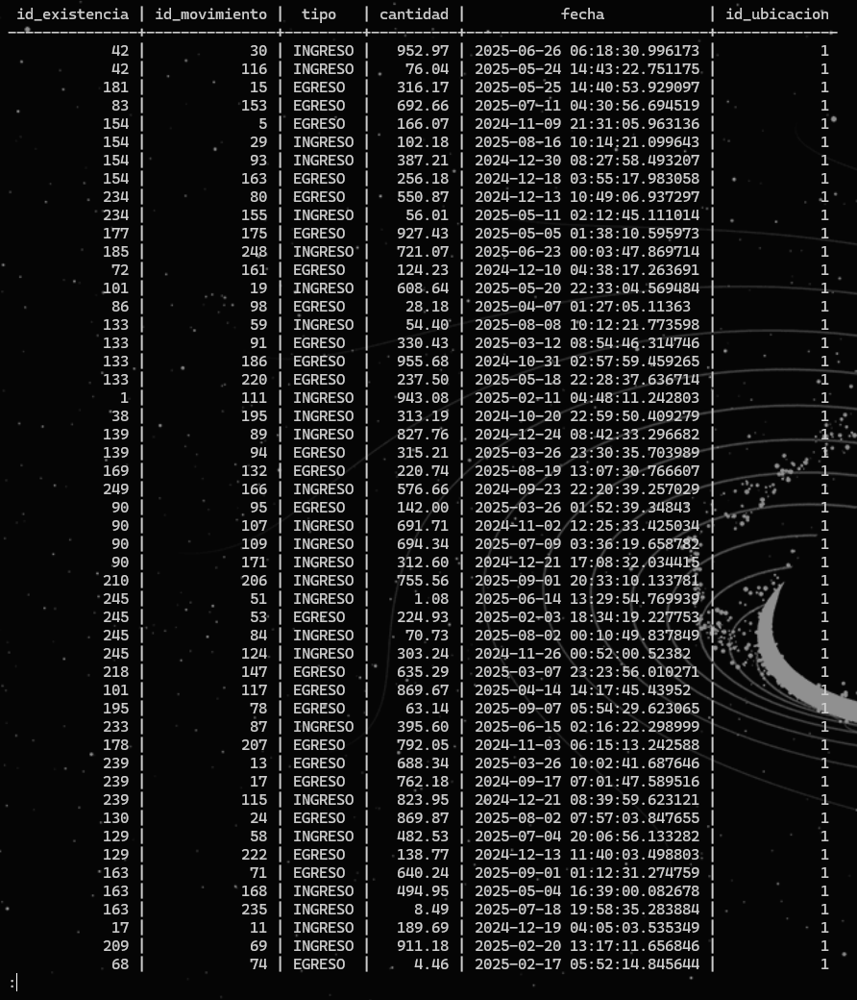 id_existencia | id_movimiento | tipo | cantidad | fecha | id_ubicacion
42 | 30 | INGRESO | 952.97 | 2025-06-26 06:18:30.996173 | 1
42 | 116 | INGRESO | 76.04 | 2025-05-24 14:43:22.751175 | 1
181 | 15 | EGRESO | 316.17 | 2025-05-25 14:40:53.929097 | 1
83 | 153 | EGRESO | 692.66 | 2025-07-11 04:30:56.694519 | 1
154 | 5 | EGRESO | 166.07 | 2024-11-09 21:31:05.963136 | 1
154 | 29 | INGRESO | 102.18 | 2025-08-16 10:14:21.099643 | 1
154 | 93 | INGRESO | 387.21 | 2024-12-30 08:27:58.493207 | 1
154 | 163 | EGRESO | 256.18 | 2024-12-18 03:55:17.983058 | 1
234 | 80 | EGRESO | 550.87 | 2024-12-13 10:49:06.937297 | 1
234 | 155 | INGRESO | 56.01 | 2025-05-11 02:12:45.111014 | 1
177 | 175 | EGRESO | 927.43 | 2025-05-05 01:38:10.595973 | 1
185 | 248 | INGRESO | 721.07 | 2025-06-23 00:03:47.869714 | 1
72 | 161 | EGRESO | 124.23 | 2024-12-10 04:38:17.263691 | 1
101 | 19 | INGRESO | 608.64 | 2025-05-20 22:33:04.569484 | 1
86 | 98 | EGRESO | 28.18 | 2025-04-07 01:27:05.11363 | 1
133 | 59 | INGRESO | 54.40 | 2025-08-08 10:12:21.773598 | 1
133 | 91 | EGRESO | 330.43 | 2025-03-12 08:54:46.314746 | 1
133 | 186 | EGRESO | 955.68 | 2024-10-31 02:57:59.459265 | 1
133 | 220 | EGRESO | 237.50 | 2025-05-18 22:28:37.636714 | 1
1 | 111 | INGRESO | 943.08 | 2025-02-11 04:48:11.242803 | 1
38 | 195 | INGRESO | 313.19 | 2024-10-20 22:59:50.409279 | 1
139 | 89 | INGRESO | 827.76 | 2024-12-24 08:42:33.296682 | 1
139 | 94 | EGRESO | 315.21 | 2025-03-26 23:30:35.703989 | 1
169 | 132 | EGRESO | 220.74 | 2025-08-19 13:07:30.766607 | 1
249 | 166 | INGRESO | 576.66 | 2024-09-23 22:20:39.257029 | 1
90 | 95 | EGRESO | 142.00 | 2025-03-26 01:52:39.34843 | 1
90 | 107 | INGRESO | 691.71 | 2024-11-02 12:25:33.425034 | 1
90 | 109 | INGRESO | 694.34 | 2025-07-09 03:36:19.658782 | 1
90 | 171 | INGRESO | 312.60 | 2024-12-21 17:08:32.034415 | 1
210 | 206 | INGRESO | 755.56 | 2025-09-01 20:33:10.133781 | 1
245 | 51 | INGRESO | 1.08 | 2025-06-14 13:29:54.769939 | 1
245 | 53 | EGRESO | 224.93 | 2025-02-03 18:34:19.227753 | 1
245 | 84 | INGRESO | 70.73 | 2025-08-02 00:10:49.837849 | 1
245 | 124 | INGRESO | 303.24 | 2024-11-26 00:52:00.52382 | 1
218 | 147 | EGRESO | 635.29 | 2025-03-07 23:23:56.010271 | 1
101 | 117 | EGRESO | 869.67 | 2025-04-14 14:17:45.43952 | 1
195 | 78 | EGRESO | 63.14 | 2025-09-07 05:54:29.623065 | 1
233 | 87 | INGRESO | 395.60 | 2025-06-15 02:16:22.298999 | 1
178 | 207 | EGRESO | 792.05 | 2024-11-03 06:15:13.242588 | 1
239 | 13 | EGRESO | 688.34 | 2025-03-26 10:02:41.687646 | 1
239 | 17 | EGRESO | 762.18 | 2024-09-17 07:01:47.589516 | 1
239 | 115 | INGRESO | 823.95 | 2024-12-21 08:39:59.623121 | 1
130 | 24 | EGRESO | 869.87 | 2025-08-02 07:57:03.847655 | 1
129 | 58 | INGRESO | 482.53 | 2025-07-04 20:06:56.133282 | 1
129 | 222 | EGRESO | 138.77 | 2024-12-13 11:40:03.498803 | 1
163 | 71 | EGRESO | 640.24 | 2025-09-01 01:12:31.274759 | 1
163 | 168 | INGRESO | 494.95 | 2025-05-04 16:39:00.082678 | 1
163 | 235 | INGRESO | 8.49 | 2025-07-18 19:58:35.283884 | 1
17 | 11 | INGRESO | 189.69 | 2024-12-19 04:05:03.535349 | 1
209 | 69 | INGRESO | 911.18 | 2025-02-20 13:17:11.656846 | 1
68 | 74 | EGRESO | 4.46 | 2025-02-17 05:52:14.845644 | 1
: